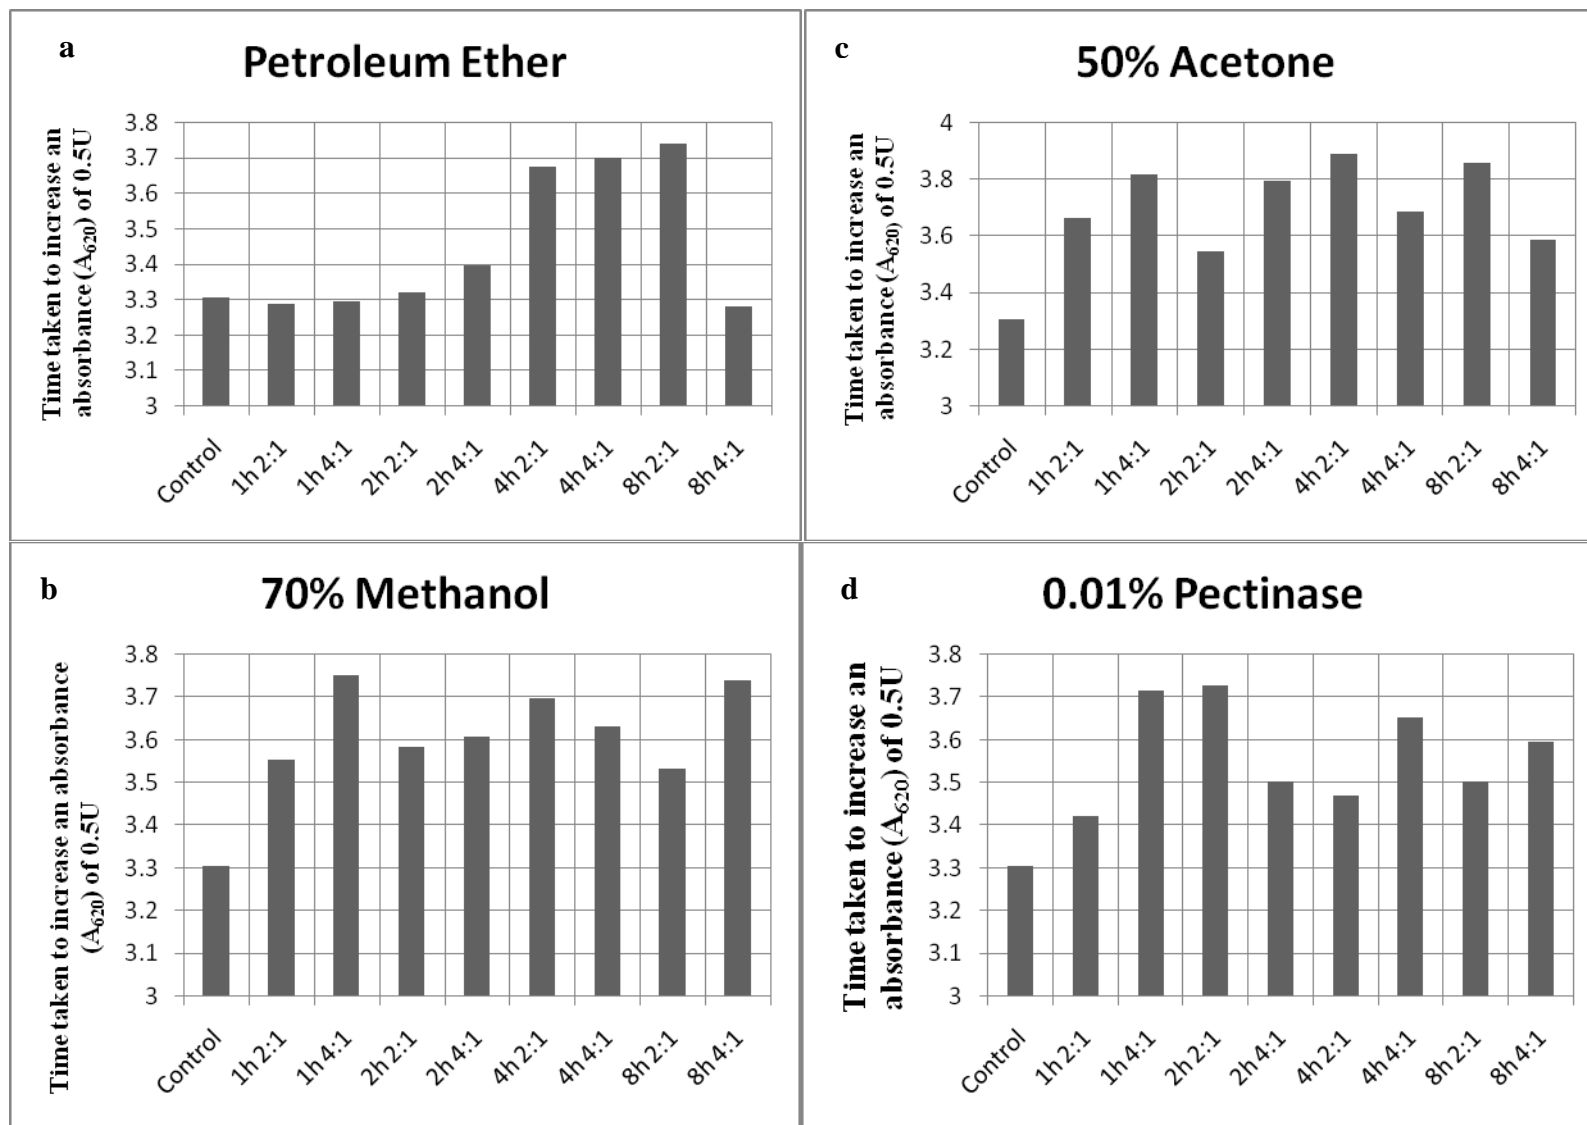 a
Petroleum Ether
Time taken to increase an
absorbance (A620) of 0.5U
3.8
3.7
3.6
3.5
3.4
3.3
3.2
3.1
3
Control
1h 2:1
1h 4:1
2h 2:1
2h 4:1
4h 2:1
4h 4:1
8h 2:1
8h 4:1
c
50% Acetone
Time taken to increase an
absorbance (A620) of 0.5U
4
3.8
3.6
3.4
3.2
3
Control
1h 2:1
1h 4:1
2h 2:1
2h 4:1
4h 2:1
4h 4:1
8h 2:1
8h 4:1
b
70% Methanol
Time taken to increase an absorbance
(A620) of 0.5U
3.8
3.7
3.6
3.5
3.4
3.3
3.2
3.1
3
Control
1h 2:1
1h 4:1
2h 2:1
2h 4:1
4h 2:1
4h 4:1
8h 2:1
8h 4:1
d
0.01% Pectinase
Time taken to increase an
absorbance (A620) of 0.5U
3.8
3.7
3.6
3.5
3.4
3.3
3.2
3.1
3
Control
1h 2:1
1h 4:1
2h 2:1
2h 4:1
4h 2:1
4h 4:1
8h 2:1
8h 4:1